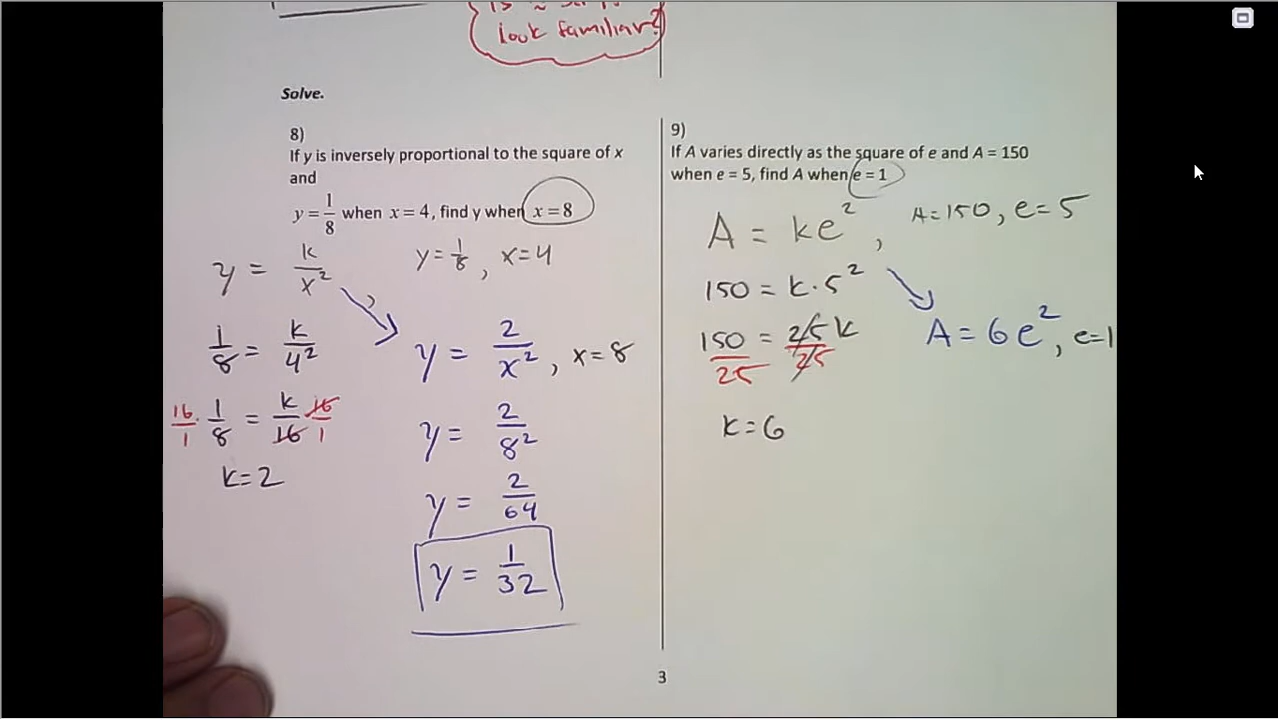 look familiar?
Solve.
8)
If y is inversely proportional to the square of x
and
y = 1/8 when x = 4, find y when x = 8
y = k/x² , y = 1/8 , x = 4
1/8 = k/4²
16/1 · 1/8 = k/16 16/1
k = 2
y = 2/x² , x = 8
y = 2/8²
y = 2/64
y = 1/32
9)
If A varies directly as the square of e and A = 150
when e = 5, find A when e = 1
A = ke² , A = 150 , e = 5
150 = k · 5²
150/25 = 25k/25
k = 6
A = 6e² , e = 1
3